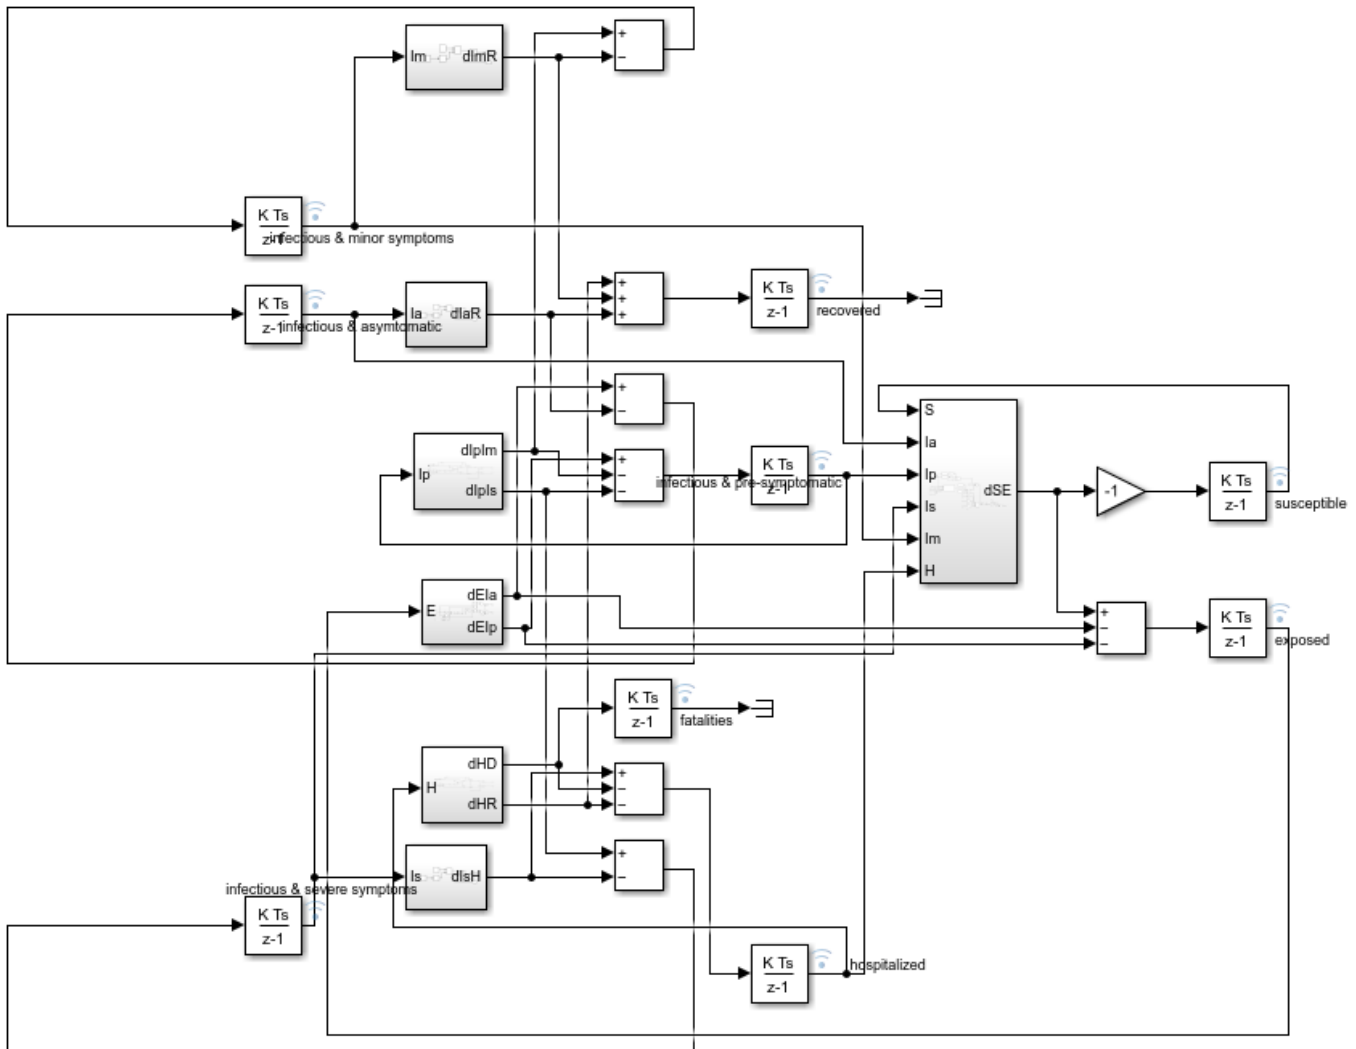 +
Im dImR
−
K Ts
z-1
infectious & minor symptoms
K Ts
z-1
infectious & asymtomatic
Ia dIaR
+
+
+
K Ts
z-1
recovered
+
−
Ip
dIpIm
dIpIs
+
−
−
K Ts
z-1
infectious & pre-symptomatic
S
Ia
Ip
Is
Im
H
dSE
-1
K Ts
z-1
susceptible
E
dEIa
dEIp
+
−
−
K Ts
z-1
exposed
K Ts
z-1
fatalities
H
dHD
dHR
+
−
−
Is dIsH
+
−
infectious & severe symptoms
K Ts
z-1
K Ts
z-1
hospitalized